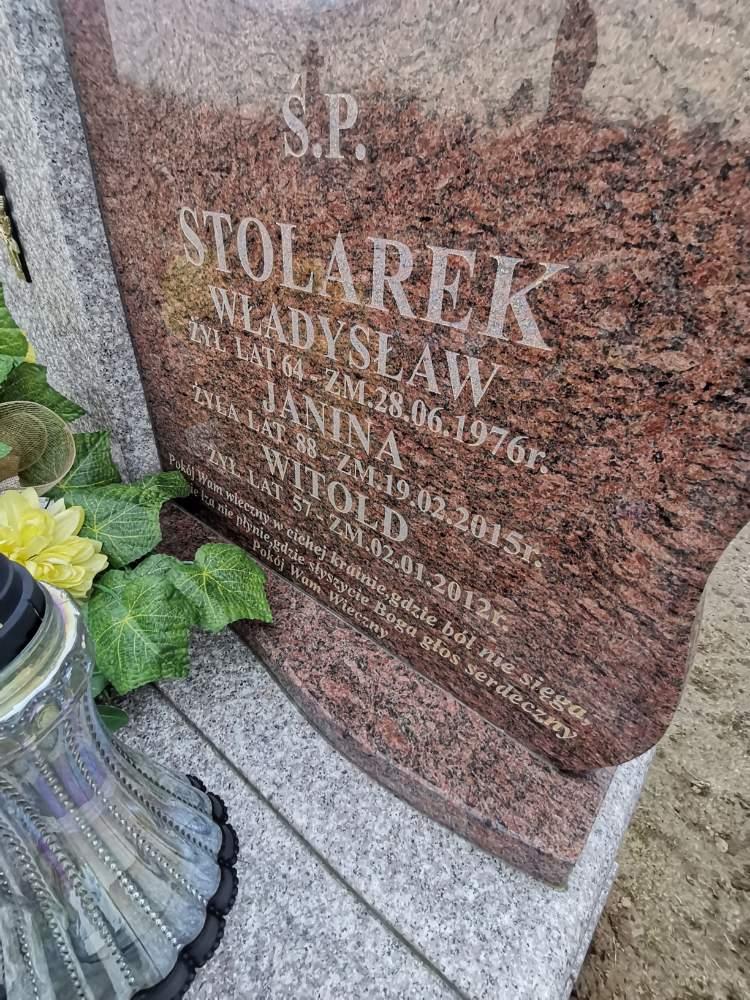 Ś.P.
STOLAREK
WŁADYSŁAW
ŻYŁ LAT 64 - ZM.28.06.1976r.
JANINA
ŻYŁA LAT 88 - ZM.19.02.2015r.
WITOLD
ŻYŁ LAT 57 - ZM.02.01.2012r.
Pokój Wam wieczny w cichej krainie,gdzie ból nie sięga,
gdzie łza nie płynie,gdzie słyszycie Boga głos serdeczny
Pokój Wam Wieczny